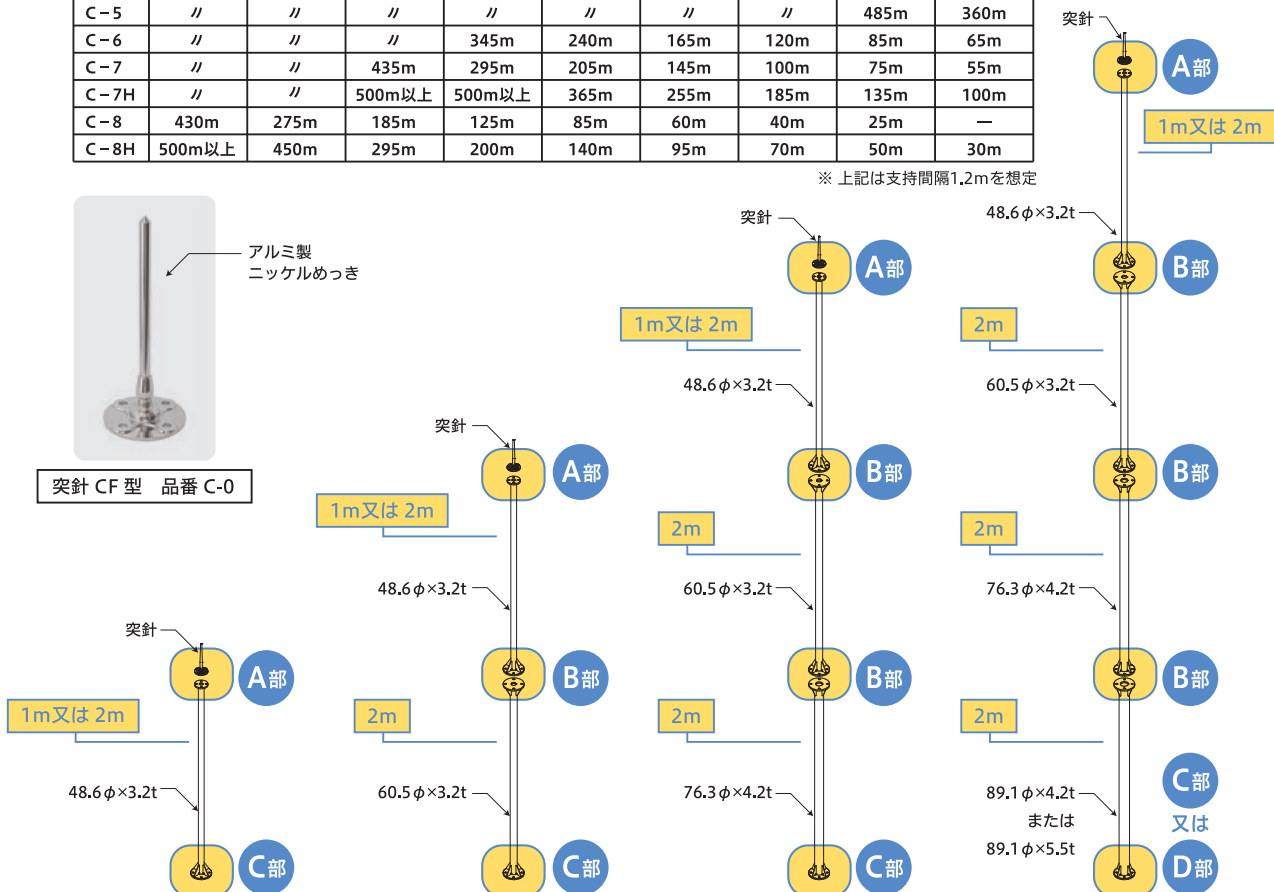 C-5 〃 〃 〃 〃 〃 〃 〃 485m 360m
C-6 〃 〃 〃 345m 240m 165m 120m 85m 65m
C-7 〃 〃 435m 295m 205m 145m 100m 75m 55m
C-7H 〃 〃 500m以上 500m以上 365m 255m 185m 135m 100m
C-8 430m 275m 185m 125m 85m 60m 40m 25m —
C-8H 500m以上 450m 295m 200m 140m 95m 70m 50m 30m
※ 上記は支持間隔1.2mを想定
アルミ製
ニッケルめっき
突針 CF 型 品番 C-0
突針
A部
1m又は 2m
48.6φ×3.2t
C部
突針
A部
1m又は 2m
48.6φ×3.2t
B部
2m
60.5φ×3.2t
C部
突針
A部
1m又は 2m
48.6φ×3.2t
B部
2m
60.5φ×3.2t
B部
2m
76.3φ×4.2t
C部
突針
A部
1m又は 2m
48.6φ×3.2t
B部
2m
60.5φ×3.2t
B部
2m
76.3φ×4.2t
B部
2m
89.1φ×4.2t
または
89.1φ×5.5t
C部
又は
D部